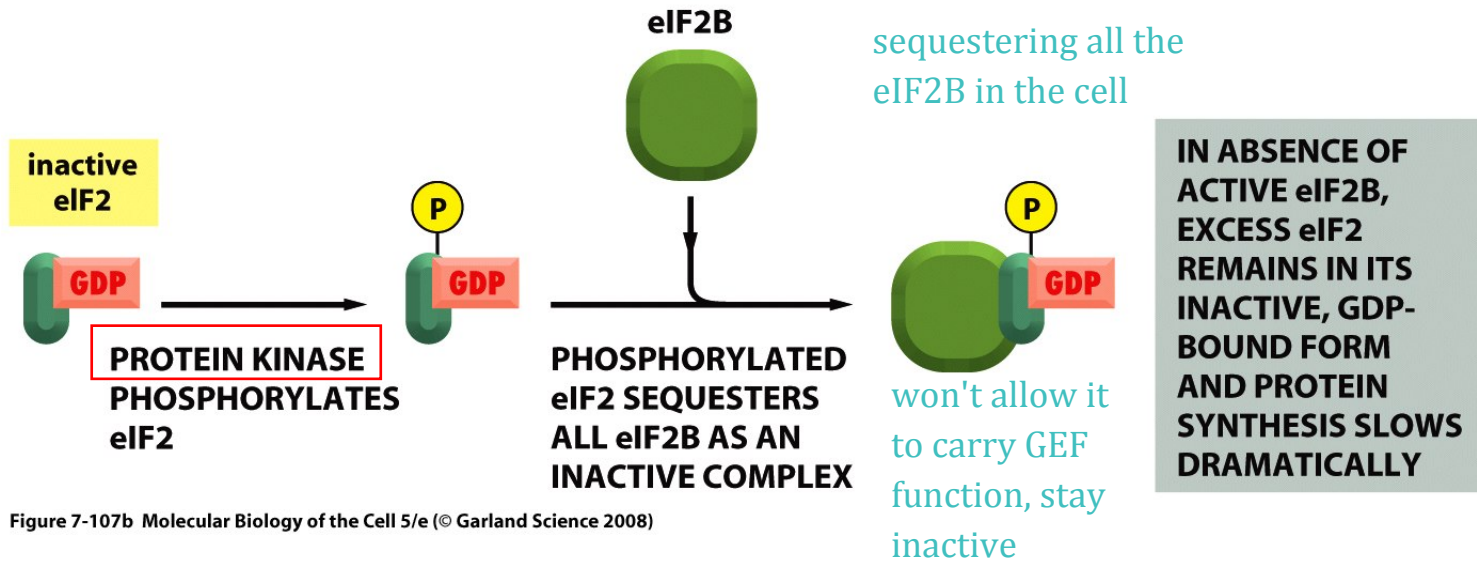 eIF2B
sequestering all the
eIF2B in the cell
inactive
eIF2
GDP
PROTEIN KINASE
PHOSPHORYLATES
eIF2
P
GDP
PHOSPHORYLATED
eIF2 SEQUESTERS
ALL eIF2B AS AN
INACTIVE COMPLEX
P
GDP
won't allow it
to carry GEF
function, stay
inactive
IN ABSENCE OF
ACTIVE eIF2B,
EXCESS eIF2
REMAINS IN ITS
INACTIVE, GDP-
BOUND FORM
AND PROTEIN
SYNTHESIS SLOWS
DRAMATICALLY
Figure 7-107b Molecular Biology of the Cell 5/e (© Garland Science 2008)